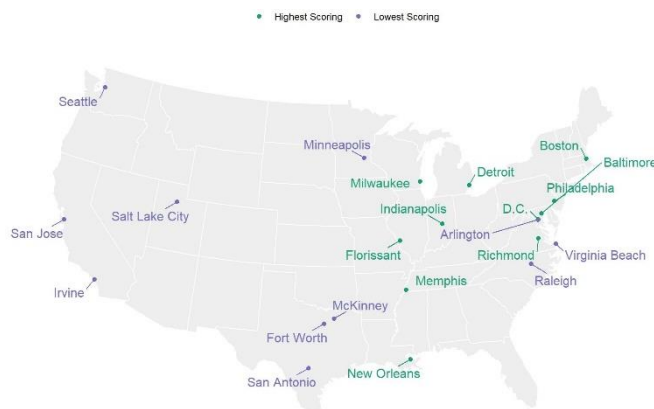 Highest Scoring Lowest Scoring
Seattle
Minneapolis
Boston
Baltimore
Milwaukee
Detroit
Philadelphia
Salt Lake City
Indianapolis
D.C.
San Jose
Arlington
Florissant
Richmond
Virginia Beach
Irvine
Memphis
Raleigh
McKinney
Fort Worth
San Antonio
New Orleans